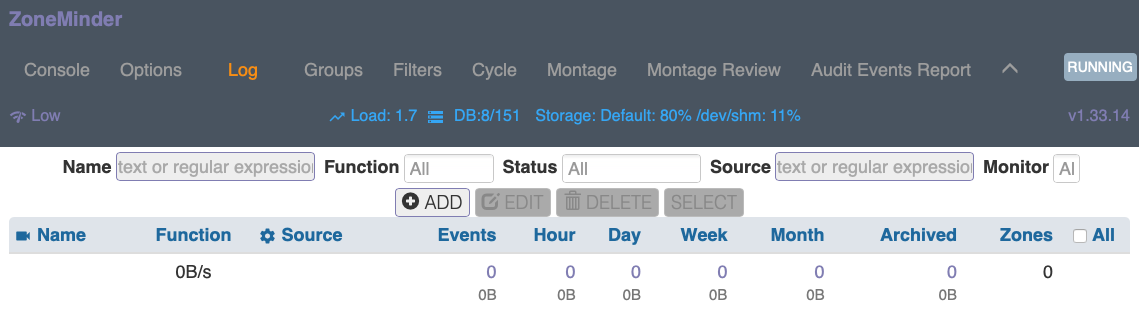 ZoneMinder
Console Options Log Groups Filters Cycle Montage Montage Review Audit Events Report RUNNING
Low Load: 1.7 DB:8/151 Storage: Default: 80% /dev/shm: 11% v1.33.14
Name text or regular expression Function All Status All Source text or regular expression Monitor Al
ADD EDIT DELETE SELECT
Name Function Source Events Hour Day Week Month Archived Zones All
0B/s 0 0 0 0 0 0 0
0B 0B 0B 0B 0B 0B